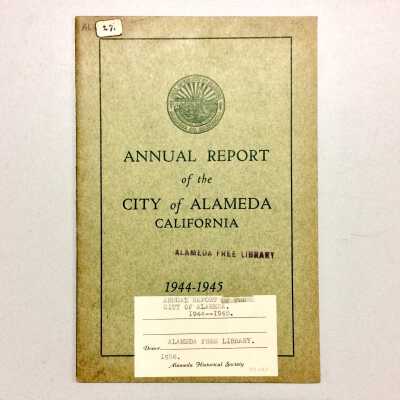 27.
ANNUAL REPORT
of the
CITY of ALAMEDA
CALIFORNIA
ALAMEDA FREE LIBRARY
1944-1945
ANNUAL REPORT OF THE
CITY OF ALAMEDA.
1944--1945.
Donor ALAMEDA FREE LIBRARY.
Alameda Historical Society